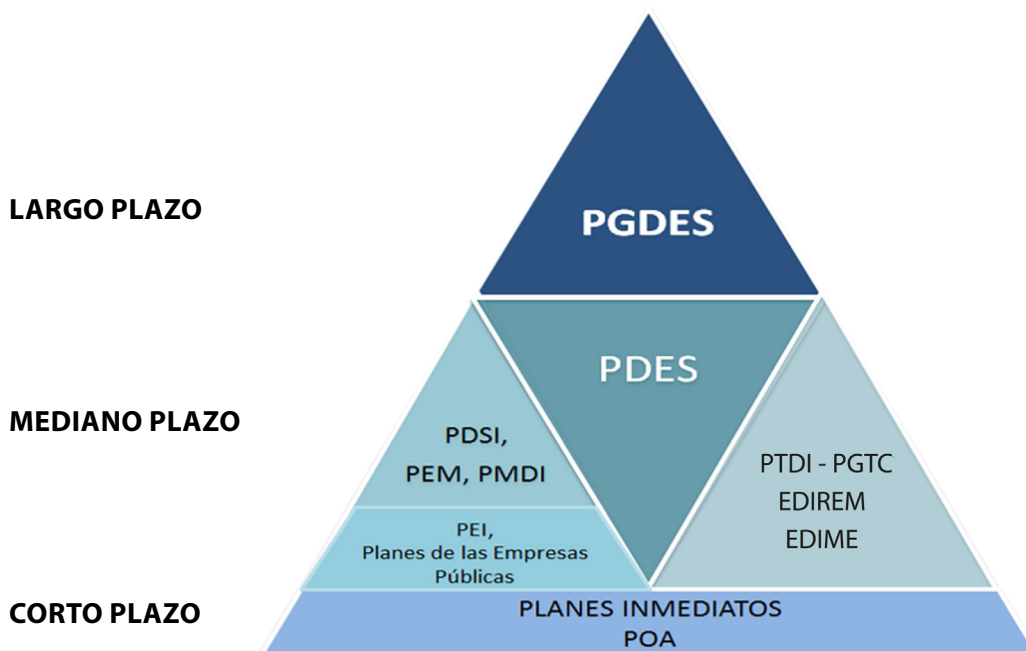 LARGO PLAZO
PGDES
MEDIANO PLAZO
PDES
PDSI,
PEM, PMDI
PEI,
Planes de las Empresas
Públicas
PTDI - PGTC
EDIREM
EDIME
CORTO PLAZO
PLANES INMEDIATOS
POA